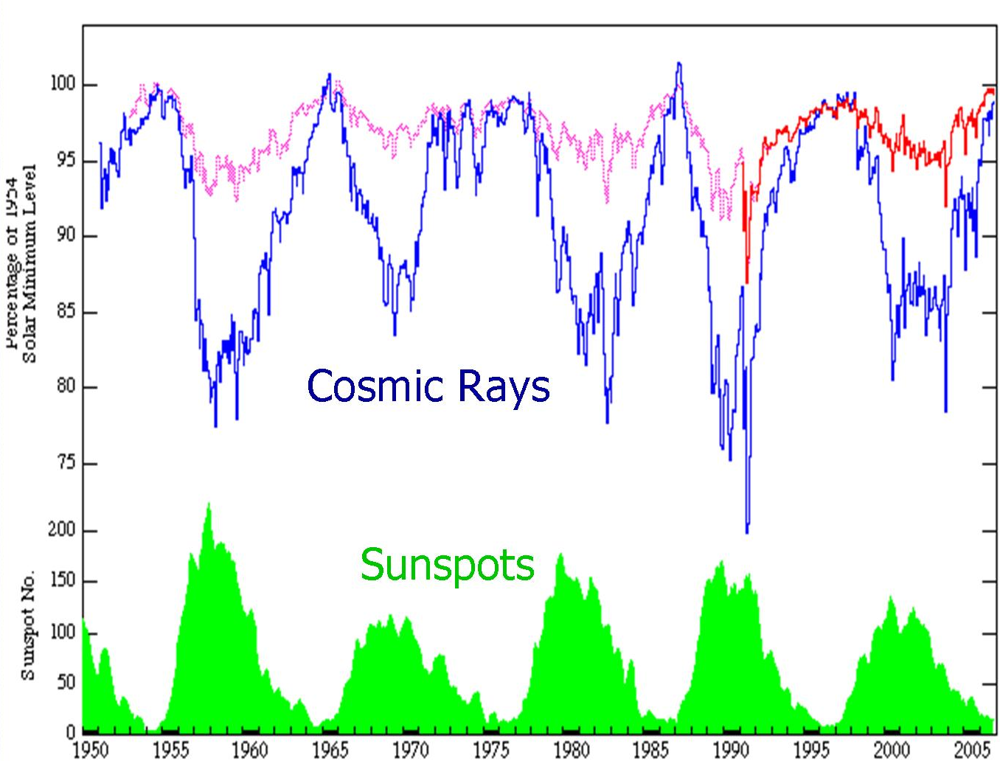 100
95
90
85
80
75
200
150
100
50
0
Percentage of 1954
Solar Minimum Level
Sunspot No.
Cosmic Rays
Sunspots
1950 1955 1960 1965 1970 1975 1980 1985 1990 1995 2000 2005